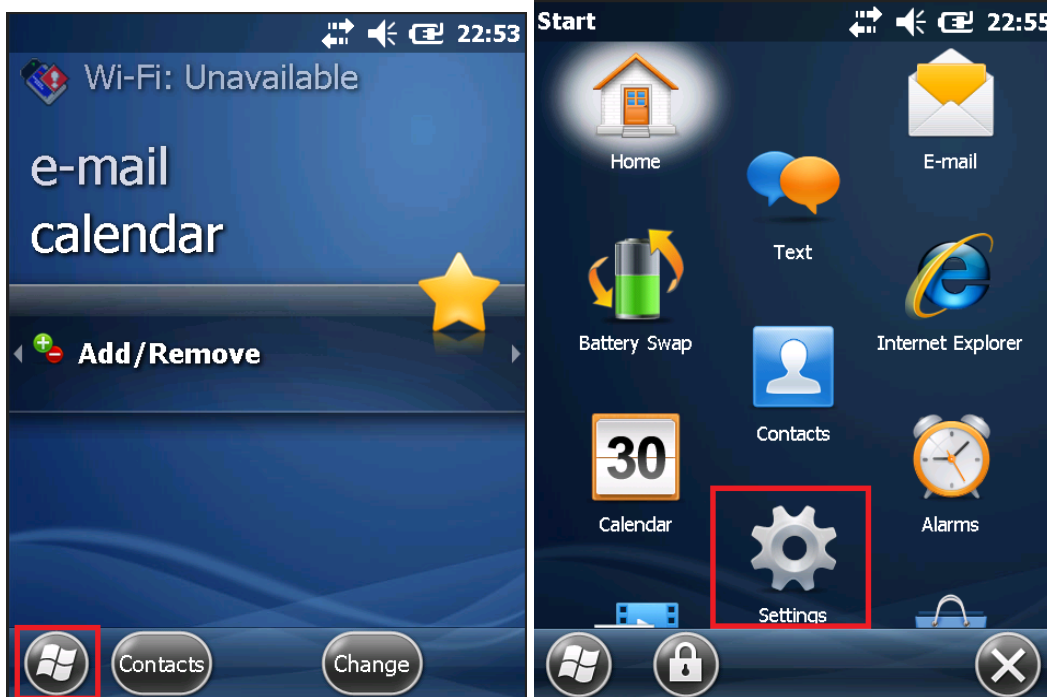 22:53
Wi-Fi: Unavailable
e-mail
calendar
Add/Remove
Contacts
Change
Start
22:55
Home
E-mail
Text
Battery Swap
Internet Explorer
Contacts
30
Calendar
Alarms
Settings